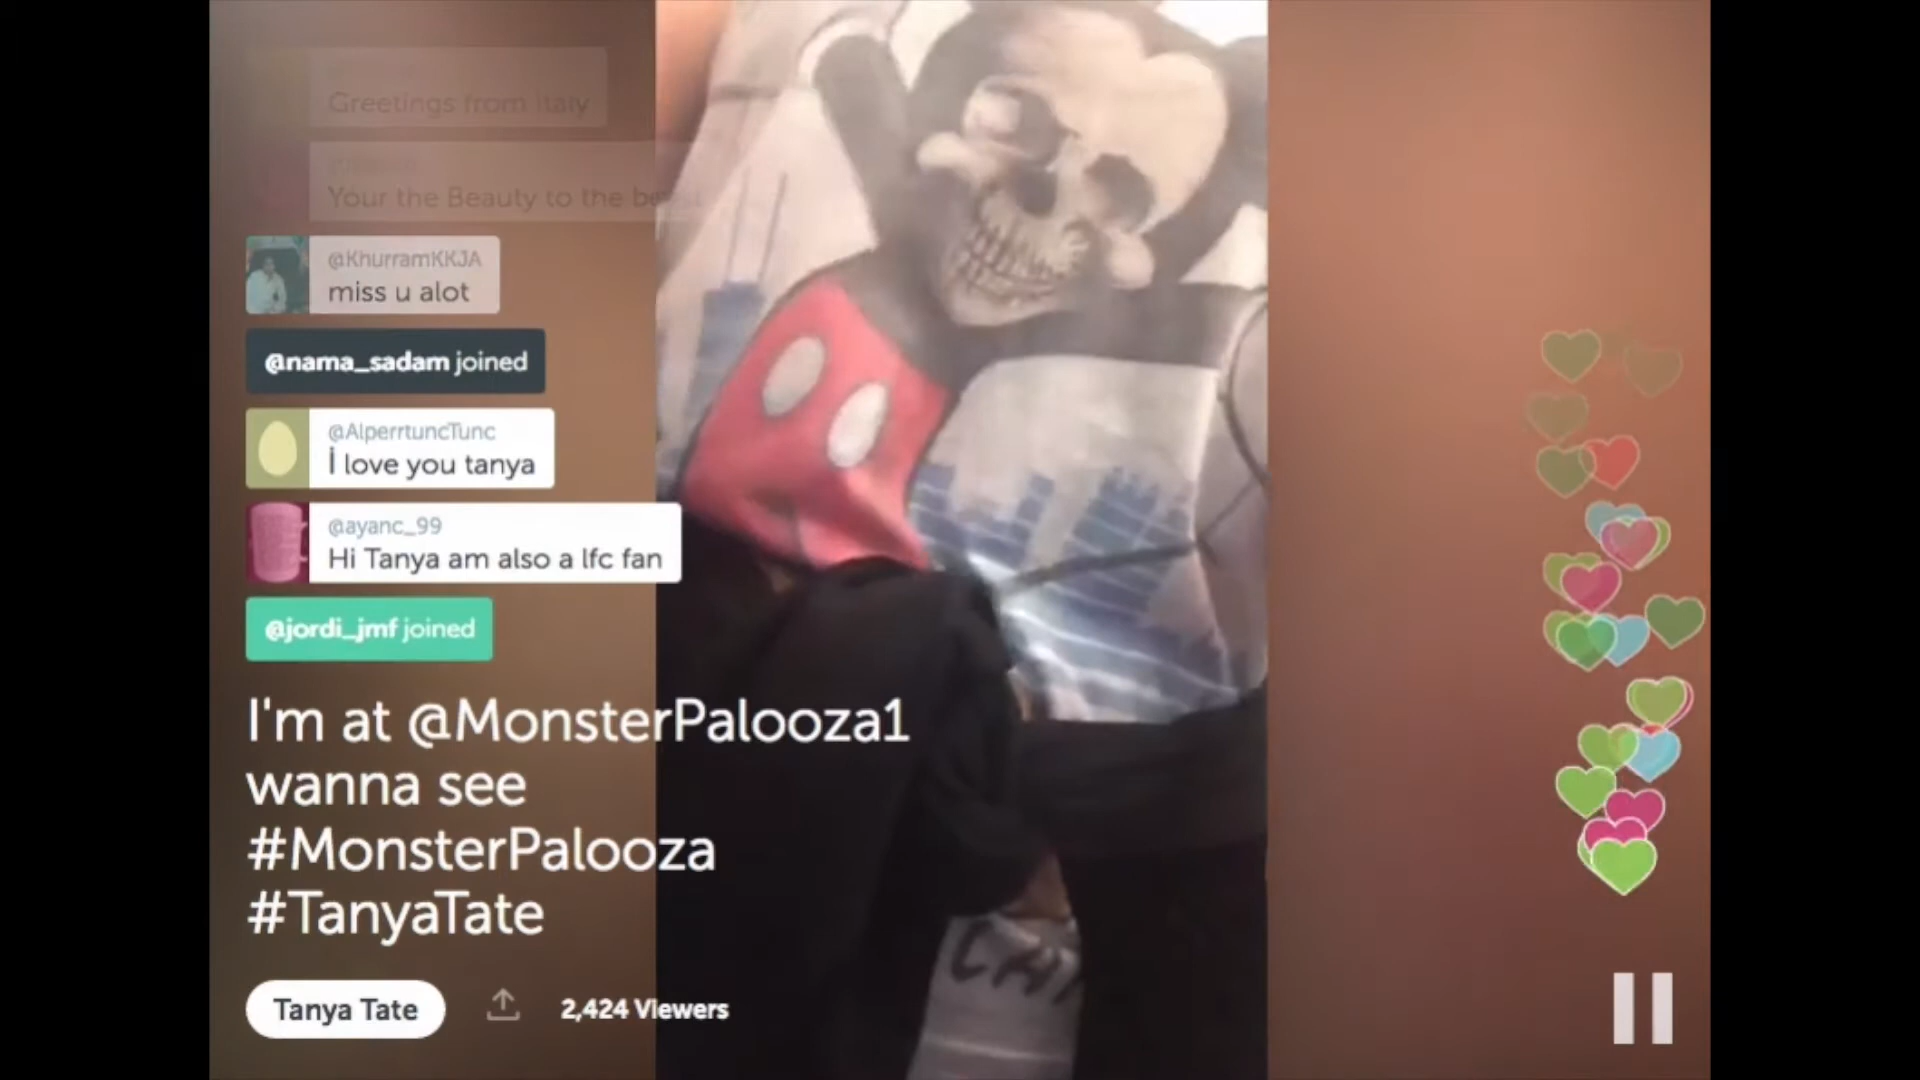 Greetings from Italy
Your the Beauty to the
@KhurramKKJA
miss u alot
@nama_sadam joined
@AlperrtuncTunc
İ love you tanya
@ayanc_99
Hi Tanya am also a lfc fan
@jordi_jmf joined
I'm at @MonsterPalooza1
wanna see
#MonsterPalooza
#TanyaTate
Tanya Tate
2,424 Viewers